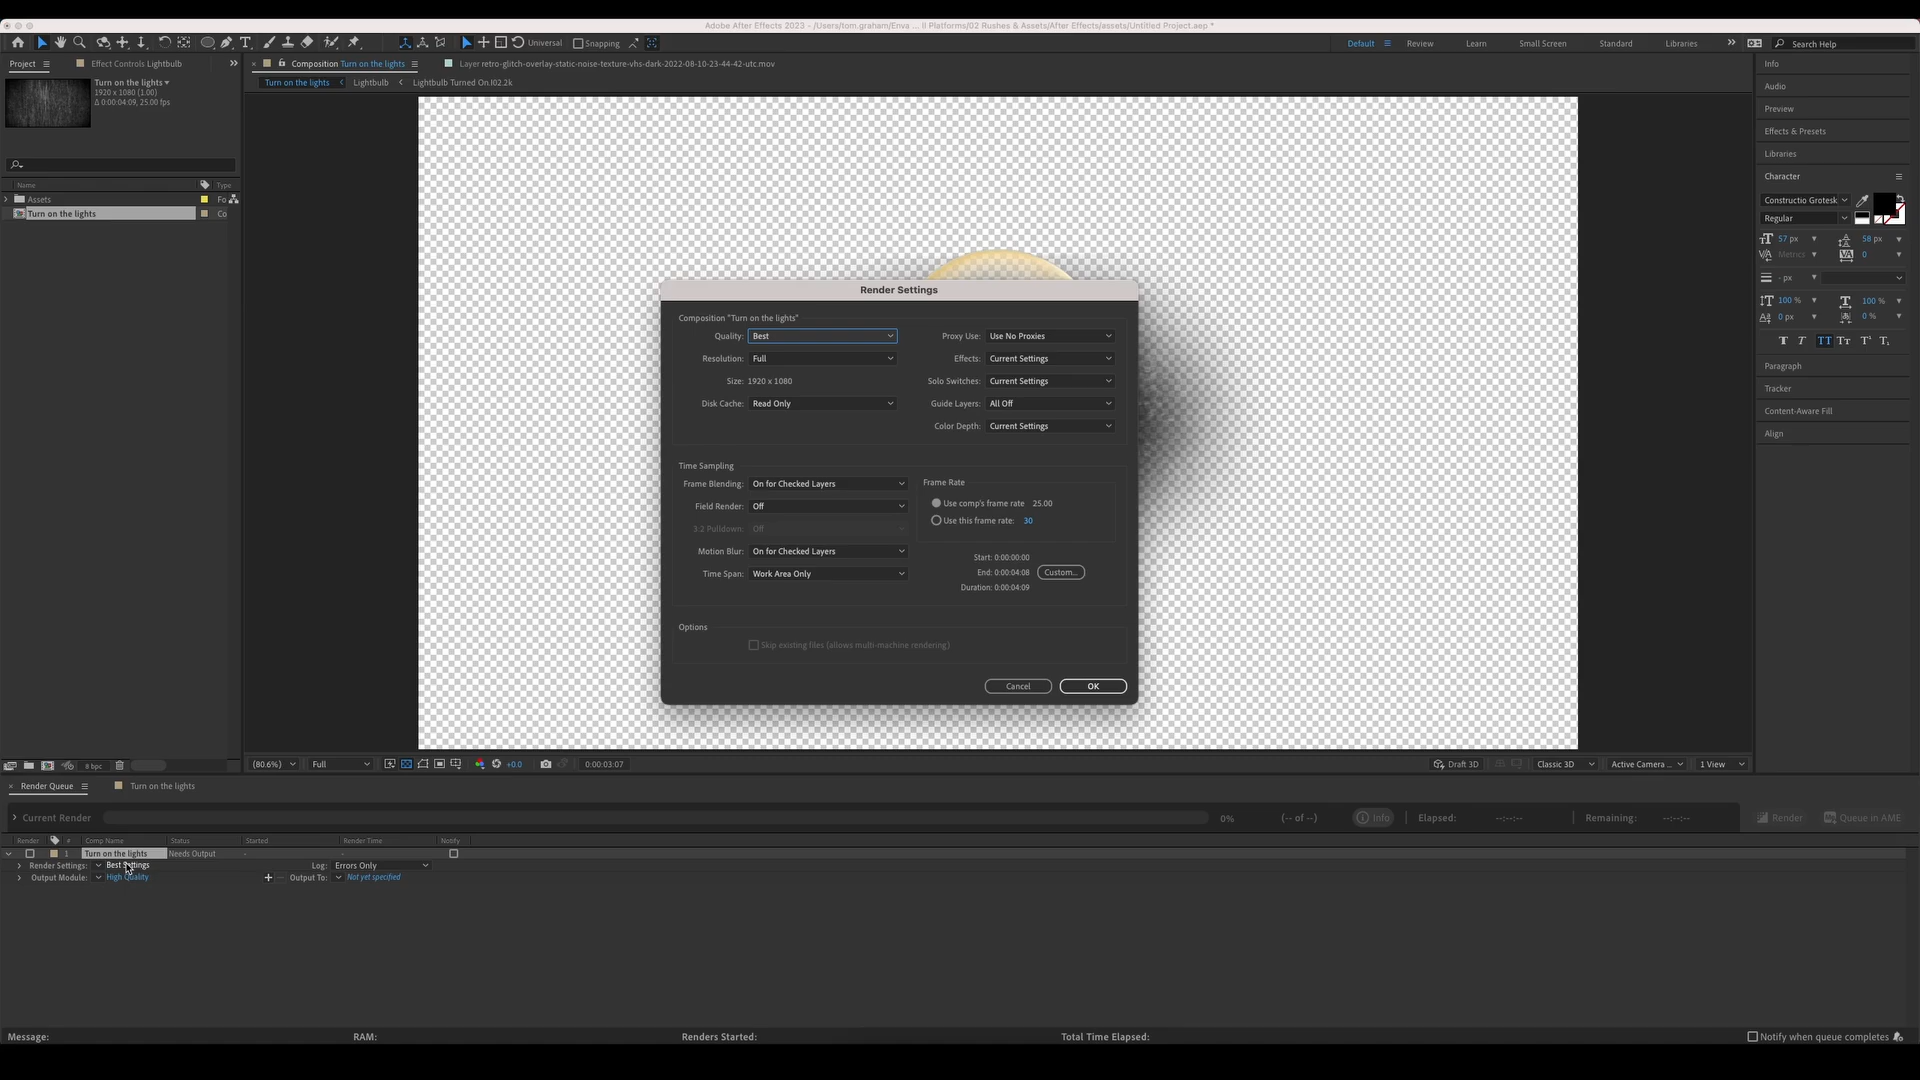 Adobe After Effects 2023 - /Users/tom.graham/Enva ... II Platforms/02 Rushes & Assets/After Effects/assets/Untitled Project.aep *
Universal
Snapping
Default
Review
Learn
Small Screen
Standard
Libraries
Search Help
Project
Effect Controls Lightbulb
Composition Turn on the lights
Layer retro-glitch-overlay-static-noise-texture-vhs-dark-2022-08-10-23-44-42-utc.mov
Turn on the lights
1920 x 1080 (1.00)
Δ 0:00:04:09, 25.00 fps
Turn on the lights
Lightbulb
Lightbulb Turned On.l02.2k
Name
Type
Assets
Fo
Turn on the lights
Co
Info
Audio
Preview
Effects & Presets
Libraries
Character
Constructio Grotesk
Regular
57 px
58 px
Metrics
0
- px
100 %
100 %
0 px
0 %
Paragraph
Tracker
Content-Aware Fill
Align
Render Settings
Composition "Turn on the lights"
Quality: Best
Proxy Use: Use No Proxies
Resolution: Full
Effects: Current Settings
Size: 1920 x 1080
Solo Switches: Current Settings
Disk Cache: Read Only
Guide Layers: All Off
Color Depth: Current Settings
Time Sampling
Frame Blending: On for Checked Layers
Frame Rate
Field Render: Off
Use comp's frame rate 25.00
3:2 Pulldown: Off
Use this frame rate: 30
Motion Blur: On for Checked Layers
Start: 0:00:00:00
Time Span: Work Area Only
End: 0:00:04:08
Custom...
Duration: 0:00:04:09
Options
Skip existing files (allows multi-machine rendering)
Cancel
OK
8 bpc
(80.6%)
Full
+0.0
0:00:03:07
Draft 3D
Classic 3D
Active Camera ...
1 View
Render Queue
Turn on the lights
Current Render
0%
(-- of --)
Info
Elapsed: --:--:--
Remaining: --:--:--
Render
Queue in AME
Render
#
Comp Name
Status
Started
Render Time
Notify
1
Turn on the lights
Needs Output
-
-
Render Settings: Best Settings
Log: Errors Only
Output Module: High Quality
Output To: Not yet specified
Message:
RAM:
Renders Started:
Total Time Elapsed:
Notify when queue completes